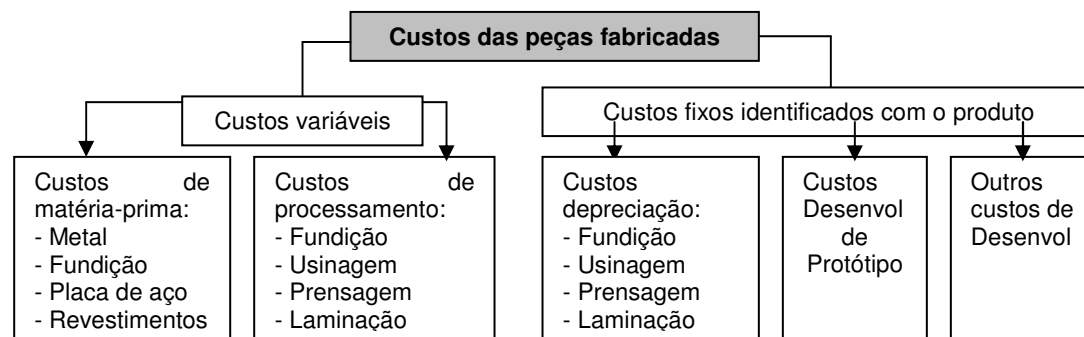 Custos das peças fabricadas
Custos variáveis
Custos fixos identificados com o produto
Custos de
matéria-prima:
- Metal
- Fundição
- Placa de aço
- Revestimentos
Custos de
processamento:
- Fundição
- Usinagem
- Prensagem
- Laminação
Custos
depreciação:
- Fundição
- Usinagem
- Prensagem
- Laminação
Custos
Desenvol
de
Protótipo
Outros
custos de
Desenvol